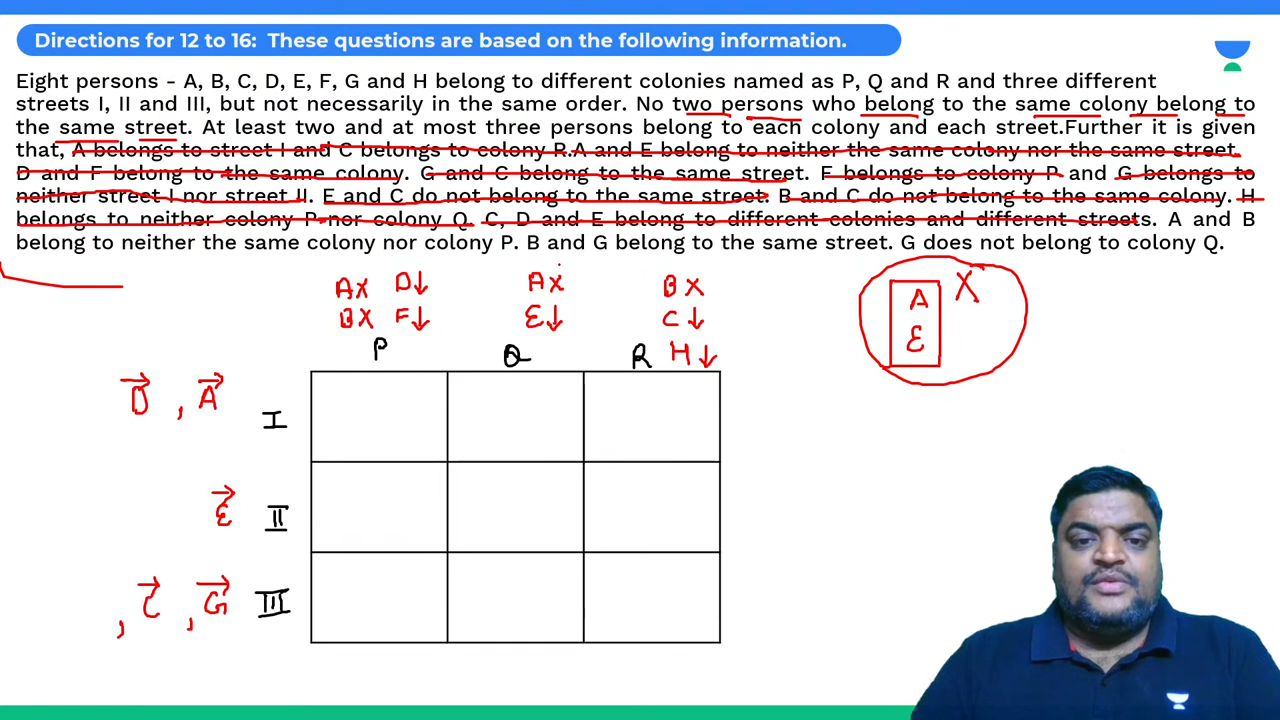 Directions for 12 to 16: These questions are based on the following information.
Eight persons - A, B, C, D, E, F, G and H belong to different colonies named as P, Q and R and three different
streets I, II and III, but not necessarily in the same order. No two persons who belong to the same colony belong to
the same street. At least two and at most three persons belong to each colony and each street.Further it is given
that, A belongs to street I and C belongs to colony R.A and E belong to neither the same colony nor the same street.
D and F belong to the same colony. G and C belong to the same street. F belongs to colony P and G belongs to
neither street I nor street II. E and C do not belong to the same street. B and C do not belong to the same colony. H
belongs to neither colony P nor colony Q. C, D and E belong to different colonies and different streets. A and B
belong to neither the same colony nor colony P. B and G belong to the same street. G does not belong to colony Q.
AX D↓ AX BX A X
BX F↓ E↓ C↓ E
P Q R H↓
D, A I
E II
, C, G III